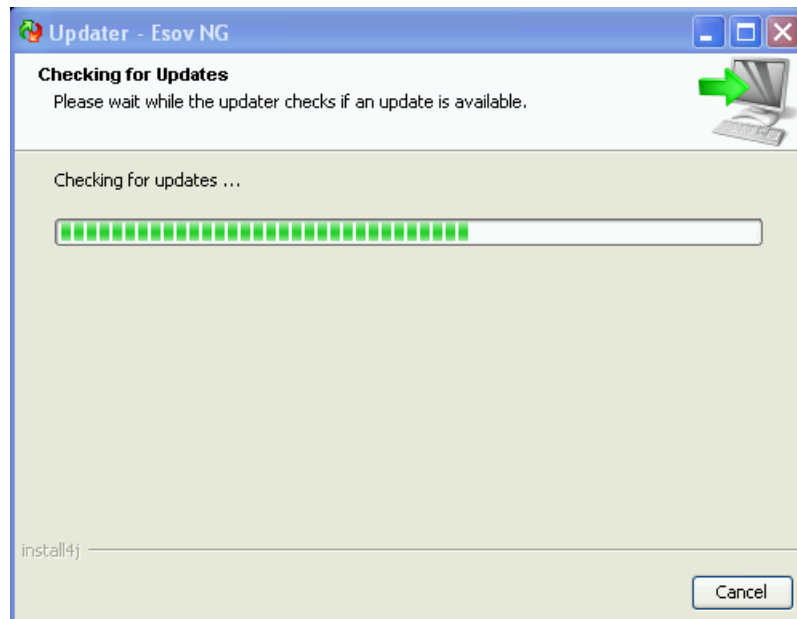 Updater - Esov NG
Checking for Updates
Please wait while the updater checks if an update is available.
Checking for updates ...
install4j
Cancel